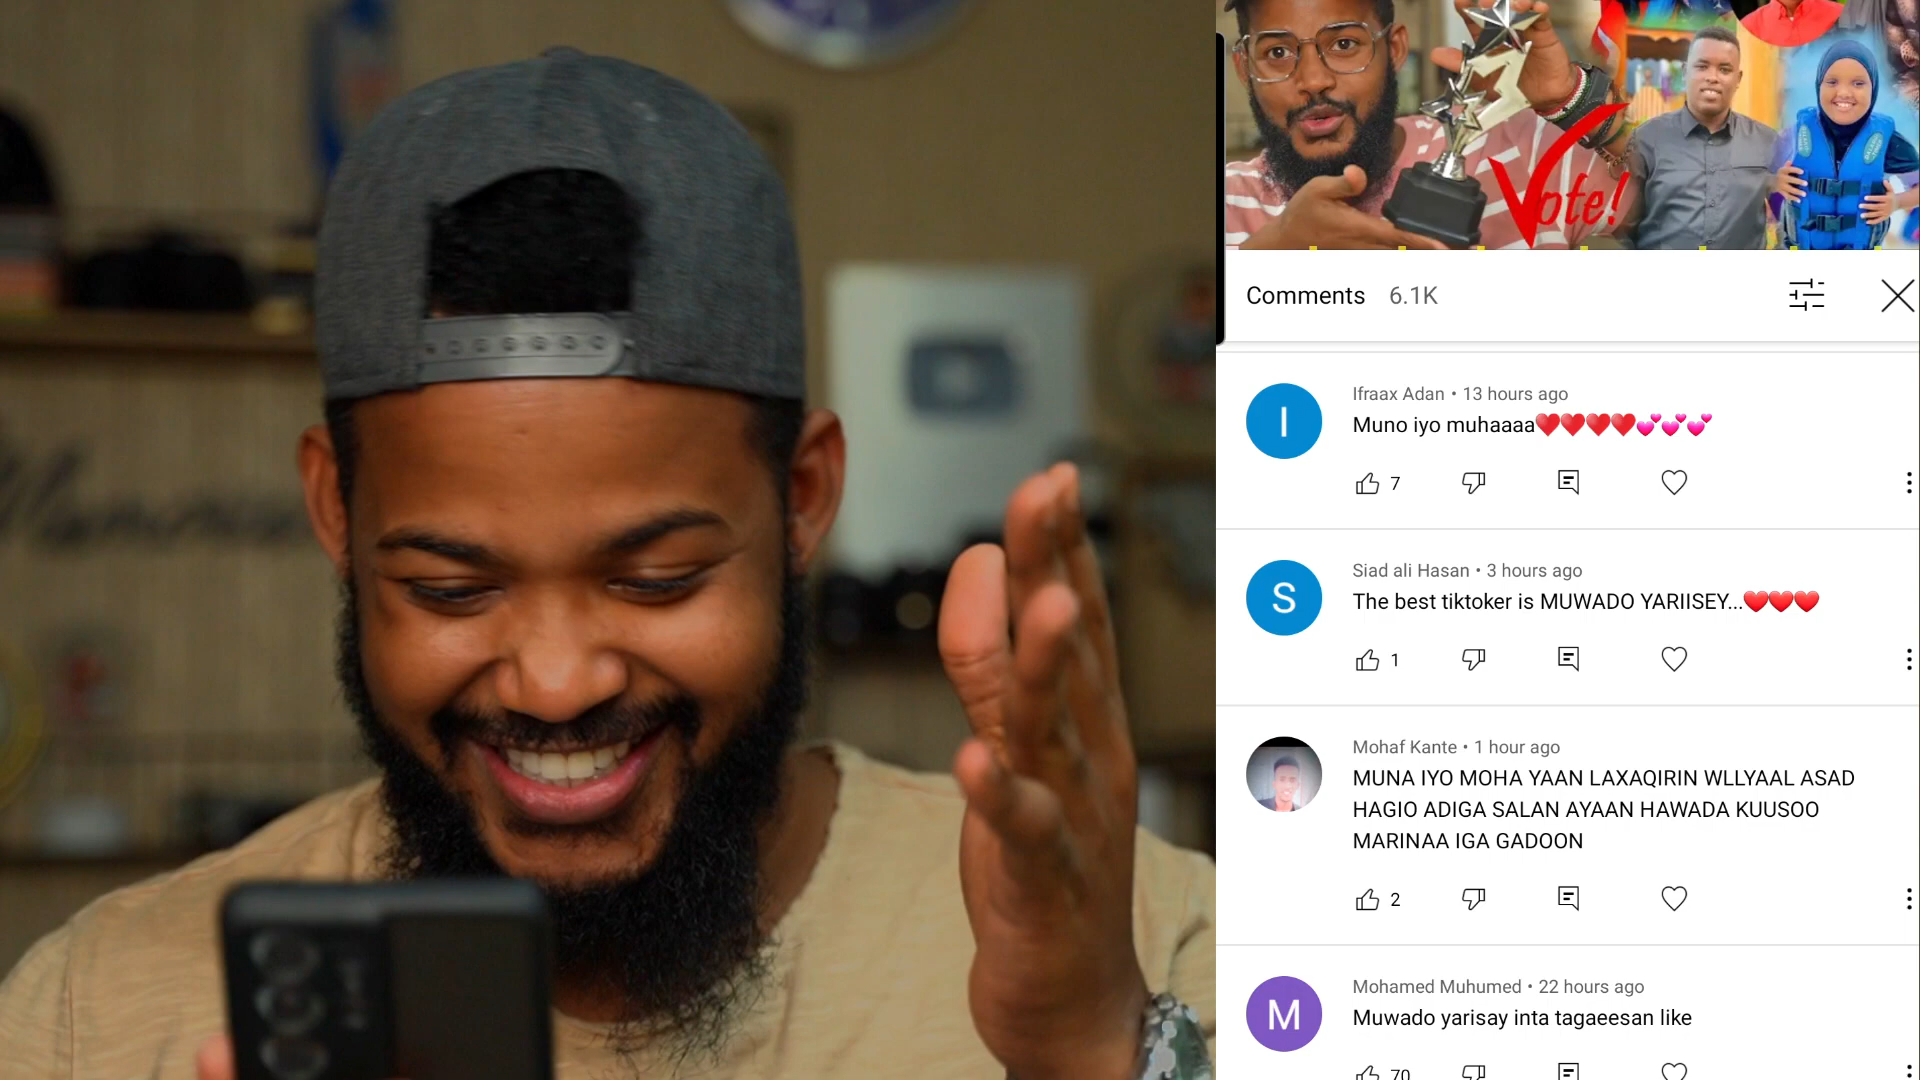 Vote!
Comments 6.1K
I
Ifraax Adan • 13 hours ago
Muno iyo muhaaaa❤️❤️❤️❤️💕💕💕
7
S
Siad ali Hasan • 3 hours ago
The best tiktoker is MUWADO YARIISEY...❤️❤️❤️
1
Mohaf Kante • 1 hour ago
MUNA IYO MOHA YAAN LAXAQIRIN WLLYAAL ASAD
HAGIO ADIGA SALAN AYAAN HAWADA KUUSOO
MARINAA IGA GADOON
2
M
Mohamed Muhumed • 22 hours ago
Muwado yarisay inta tagaeesan like
70